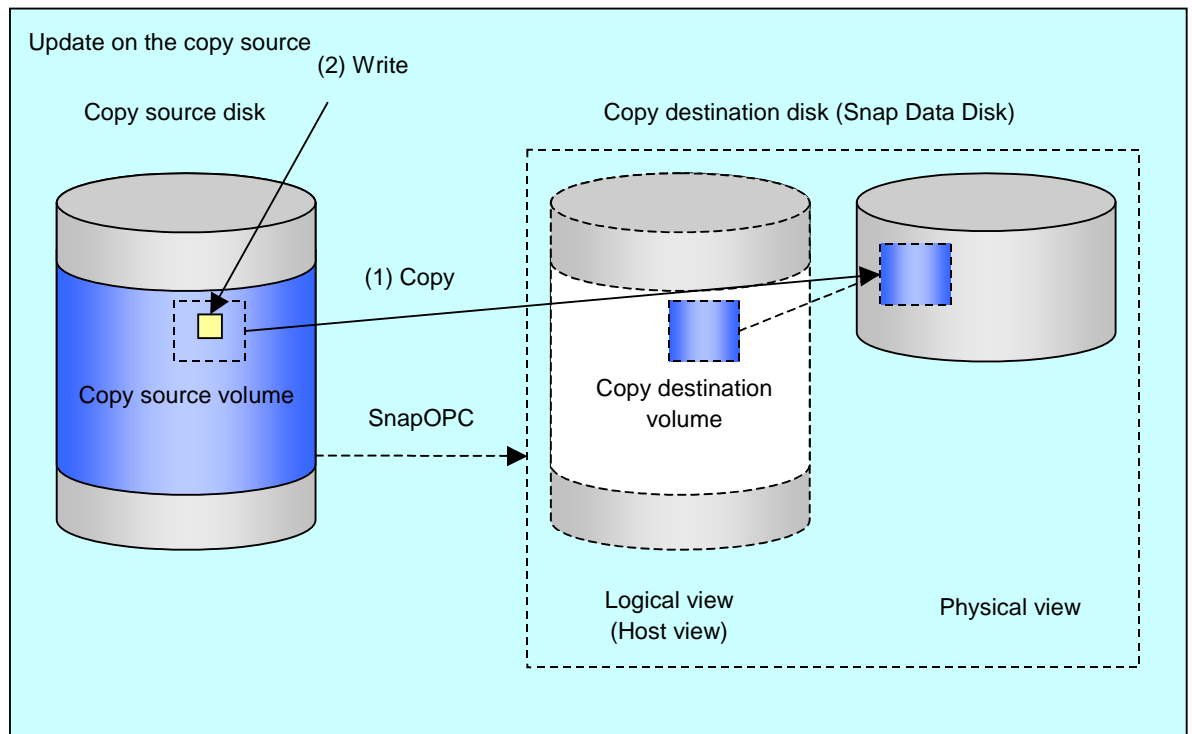 Update on the copy source
(2) Write
Copy source disk
Copy destination disk (Snap Data Disk)
(1) Copy
Copy source volume
Copy destination
volume
SnapOPC
Logical view
(Host view)
Physical view